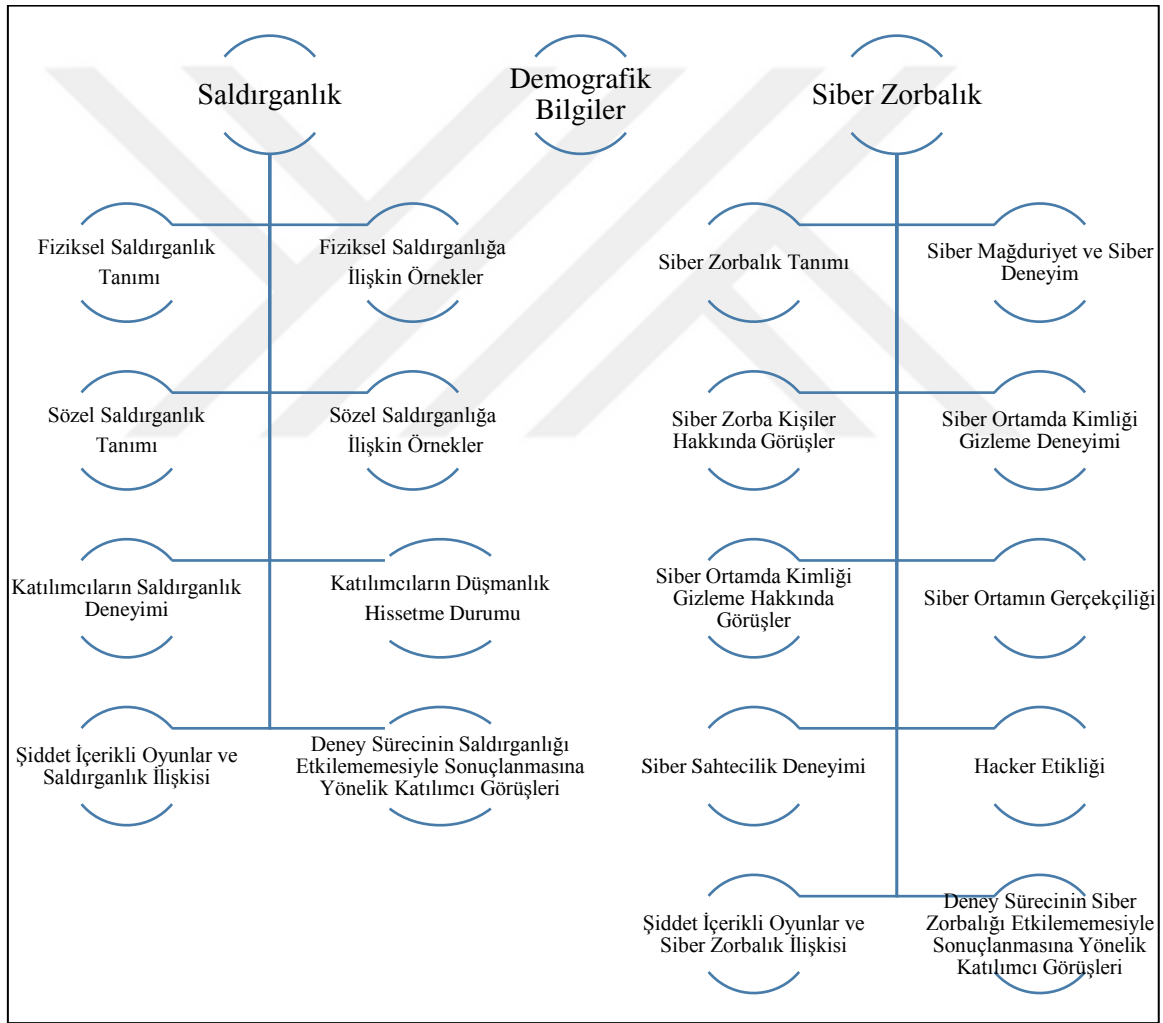 Saldırganlık
Demografik
Bilgiler
Siber Zorbalık
Fiziksel Saldırganlık
Tanımı
Fiziksel Saldırganlığa
İlişkin Örnekler
Sözel Saldırganlık
Tanımı
Sözel Saldırganlığa
İlişkin Örnekler
Katılımcıların Saldırganlık
Deneyimi
Katılımcıların Düşmanlık
Hissetme Durumu
Şiddet İçerikli Oyunlar ve
Saldırganlık İlişkisi
Deney Sürecinin Saldırganlığı
Etkilememesiyle Sonuçlanmasına
Yönelik Katılımcı Görüşleri
Siber Zorbalık Tanımı
Siber Mağduriyet ve Siber
Deneyim
Siber Zorba Kişiler
Hakkında Görüşler
Siber Ortamda Kimliği
Gizleme Deneyimi
Siber Ortamda Kimliği
Gizleme Hakkında
Görüşler
Siber Ortamın Gerçekçiliği
Siber Sahtecilik Deneyimi
Hacker Etikliği
Şiddet İçerikli Oyunlar ve
Siber Zorbalık İlişkisi
Deney Sürecinin Siber
Zorbalığı Etkilememesiyle
Sonuçlanmasına Yönelik
Katılımcı Görüşleri